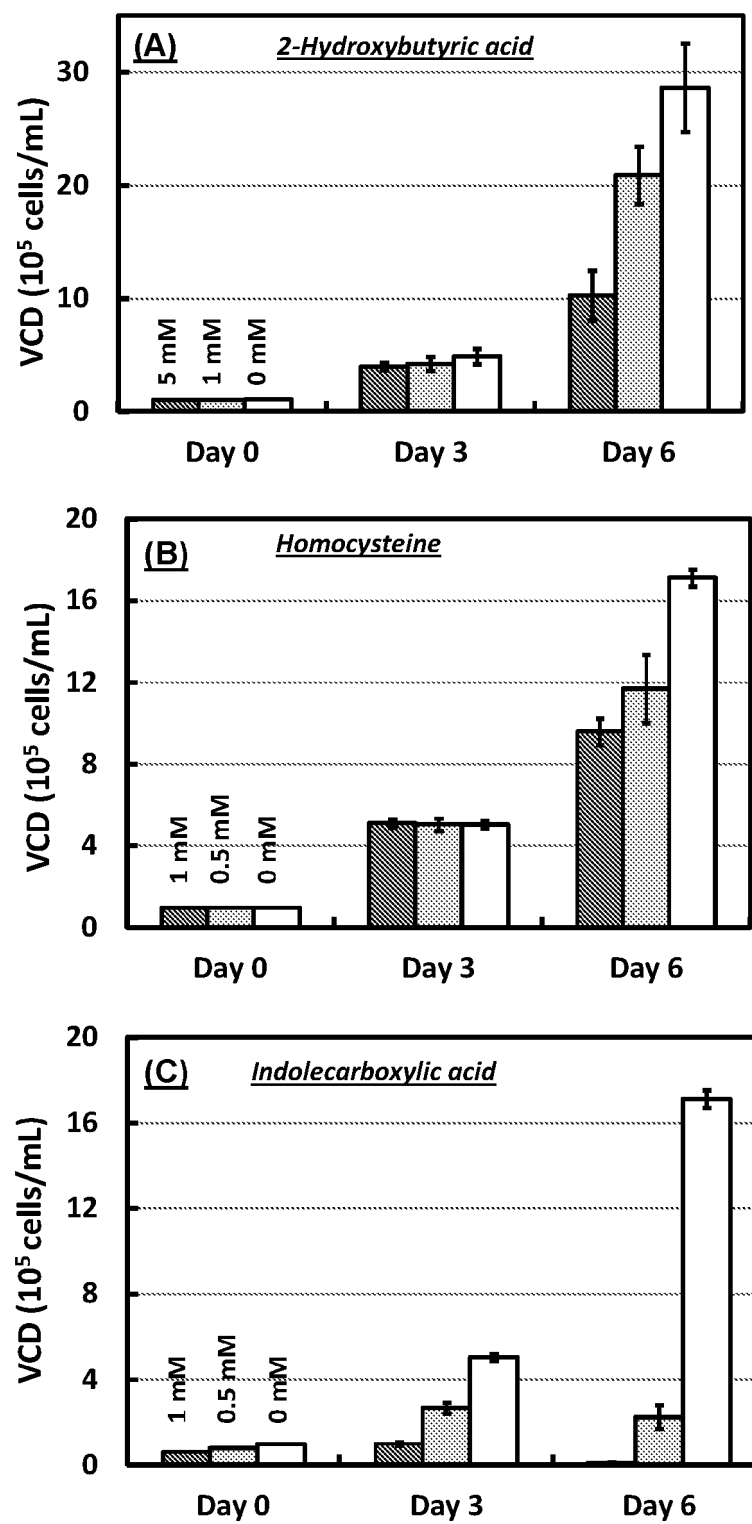 (A) 2-Hydroxybutyric acid
VCD (10⁵ cells/mL)
30
20
10
0
5 mM
1 mM
0 mM
Day 0 Day 3 Day 6
(B) Homocysteine
VCD (10⁵ cells/mL)
20
16
12
8
4
0
1 mM
0.5 mM
0 mM
Day 0 Day 3 Day 6
(C) Indolecarboxylic acid
VCD (10⁵ cells/mL)
20
16
12
8
4
0
1 mM
0.5 mM
0 mM
Day 0 Day 3 Day 6